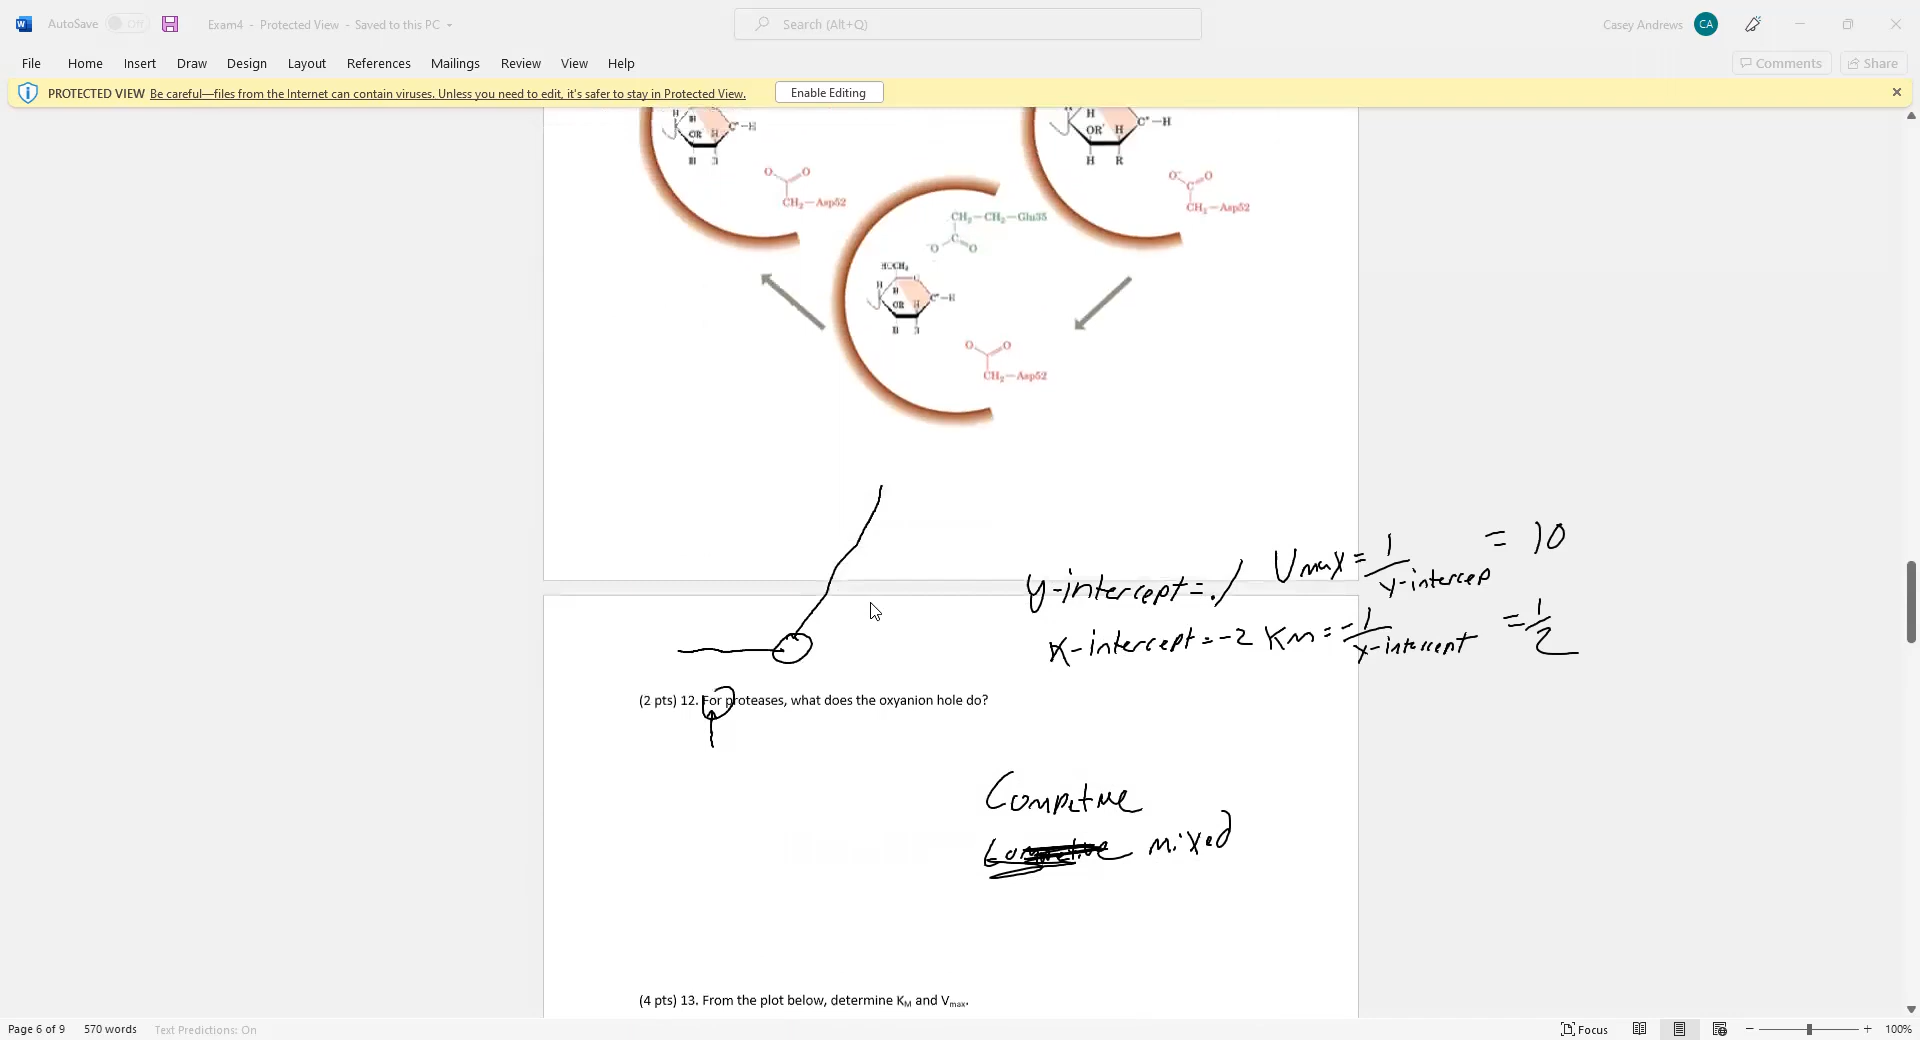 AutoSave Off Exam4 - Protected View - Saved to this PC Search (Alt+Q) Casey Andrews CA
File Home Insert Draw Design Layout References Mailings Review View Help Comments Share
PROTECTED VIEW Be careful—files from the Internet can contain viruses. Unless you need to edit, it's safer to stay in Protected View. Enable Editing
H H
OR H C*—H
O O
CH₂—Asp52
H
OR' H C*—H
H R
O⁻ O
C
CH₂—Asp52
CH₂—CH₂—Glu35
C
⁻O O
H
H
OR H
O O
CH₂—Asp52
y-intercept = .1 Vmax = 1/y-intercep = 10
x-intercept = -2 Km = -1/x-intercept = 1/2
(2 pts) 12. For proteases, what does the oxyanion hole do?
mixed
(4 pts) 13. From the plot below, determine KM and Vmax.
Page 6 of 9 570 words Text Predictions: On Focus 100%